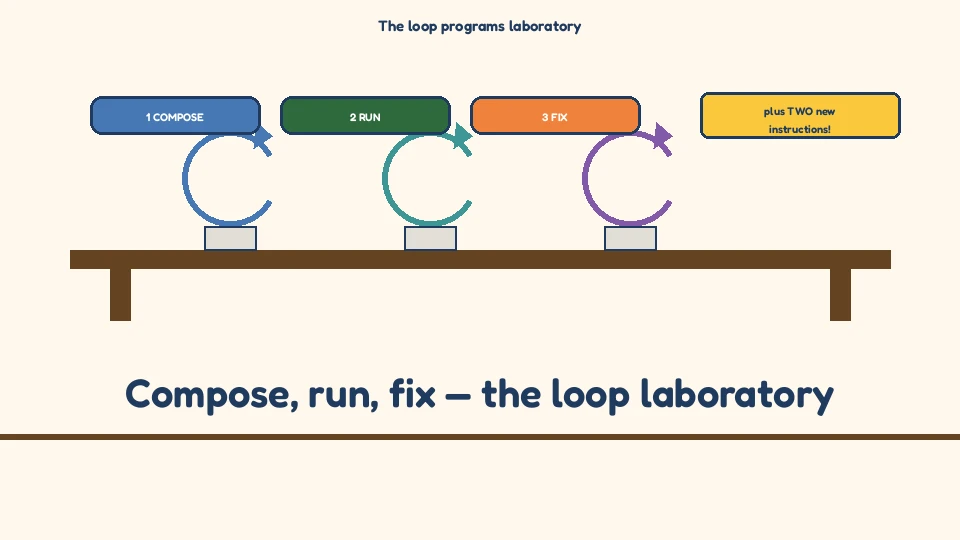 The loop programs laboratory
1 COMPOSE
2 RUN
3 FIX
plus TWO new
instructions!
Compose, run, fix — the loop laboratory